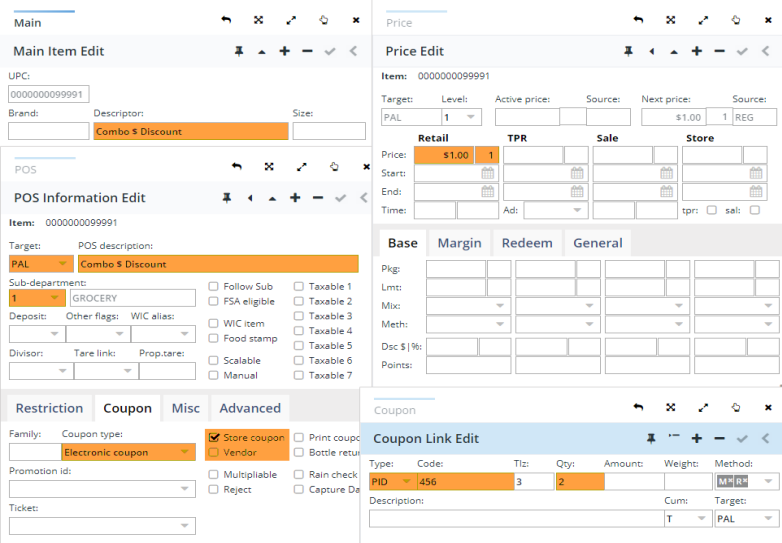 Main
Main Item Edit
UPC:
0000000099991
Brand: Descriptor: Size:
Combo $ Discount
POS
POS Information Edit
Item: 0000000099991
Target: POS description:
PAL Combo $ Discount
Sub-department:
1 GROCERY
Deposit: Other flags: WIC alias:
Divisor: Tare link: Prop.tare:
Follow Sub Taxable 1
FSA eligible Taxable 2
Taxable 3
WIC item Taxable 4
Food stamp Taxable 5
Scalable Taxable 6
Manual Taxable 7
Restriction Coupon Misc Advanced
Family: Coupon type:
Electronic coupon
Promotion id:
Ticket:
Store coupon Print coupo
Vendor Bottle retur
Multipliable Rain check
Reject Capture Da
Price
Price Edit
Item: 0000000099991
Target: Level: Active price: Source: Next price: Source:
PAL 1 $1.00 1 REG
Retail TPR Sale Store
Price: $1.00 1
Start:
End:
Time: Ad: tpr: sal:
Base Margin Redeem General
Pkg:
Lmt:
Mix:
Meth:
Dsc $|%:
Points:
Coupon
Coupon Link Edit
Type: Code: Tlz: Qty: Amount: Weight: Method:
PID 456 3 2 M× R×
Description: Cum: Target:
T PAL